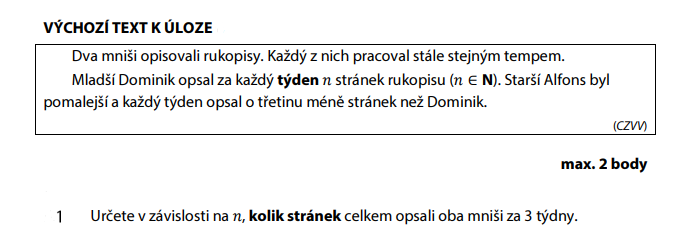 VÝCHOZÍ TEXT K ÚLOZE
Dva mniši opisovali rukopisy. Každý z nich pracoval stále stejným tempem.
Mladší Dominik opsal za každý týden n stránek rukopisu (n ∈ N). Starší Alfons byl
pomalejší a každý týden opsal o třetinu méně stránek než Dominik.
(CZVV)
max. 2 body
1 Určete v závislosti na n, kolik stránek celkem opsali oba mniši za 3 týdny.